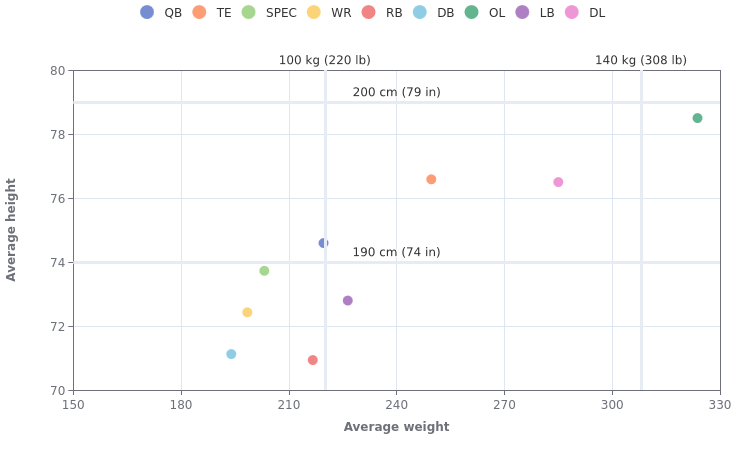 QB TE SPEC WR RB DB OL LB DL
100 kg (220 lb) 140 kg (308 lb)
80
200 cm (79 in)
78
76
190 cm (74 in)
74
72
70
150 180 210 240 270 300 330
Average height
Average weight